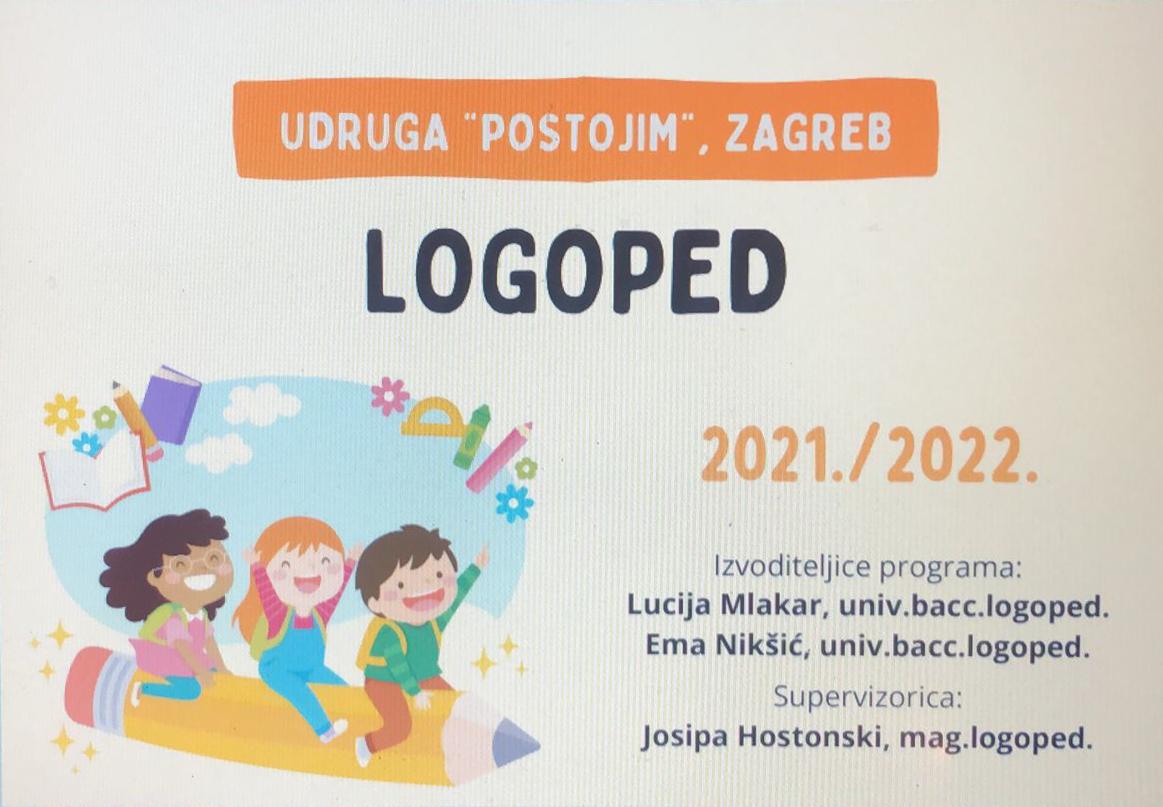 UDRUGA "POSTOJIM", ZAGREB
LOGOPED
2021./2022.
Izvoditeljice programa:
Lucija Mlakar, univ.bacc.logoped.
Ema Nikšić, univ.bacc.logoped.
Supervizorica:
Josipa Hostonski, mag.logoped.